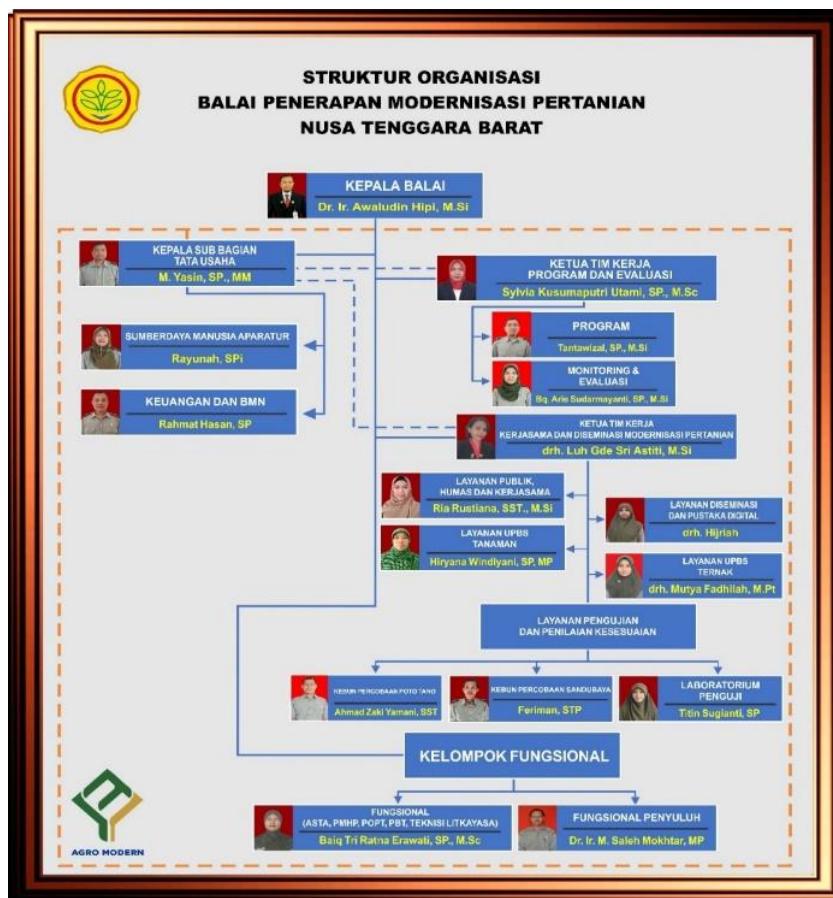 STRUKTUR ORGANISASI
BALAI PENERAPAN MODERNISASI PERTANIAN
NUSA TENGGARA BARAT
KEPALA BALAI
Dr. Ir. Awaludin Hipi, M.Si
KEPALA SUB BAGIAN
TATA USAHA
M. Yasin, SP., MM
KETUA TIM KERJA
PROGRAM DAN EVALUASI
Sylvia Kusumaputri Utami, SP., M.Sc
SUMBERDAYA MANUSIA APARATUR
Rayunah, SPi
PROGRAM
Tantawizal, SP., M.Si
KEUANGAN DAN BMN
Rahmat Hasan, SP
MONITORING &
EVALUASI
Bq. Arie Sudarmayanti, SP., M.Si
KETUA TIM KERJA
KERJASAMA DAN DISEMINASI MODERNISASI PERTANIAN
drh. Luh Gde Sri Astiti, M.Si
LAYANAN PUBLIK,
HUMAS DAN KERJASAMA
Ria Rustiana, SST., M.Si
LAYANAN DISEMINASI
DAN PUSTAKA DIGITAL
drh. Hijriah
LAYANAN UPBS
TANAMAN
Hiryana Windiyani, SP, MP
LAYANAN UPBS
TERNAK
drh. Mutya Fadhilah, M.Pt
LAYANAN PENGUJIAN
DAN PENILAIAN KESESUAIAN
KEBUN PERCOBAAN POTO TANO
Ahmad Zaki Yamani, SST
KEBUN PERCOBAAN SANDUBAYA
Feriman, STP
LABORATORIUM
PENGUJI
Titin Sugianti, SP
KELOMPOK FUNGSIONAL
FUNGSIONAL
(ASTA, PMHP, POPT, PBT, TEKNISI LITKAYASA)
Baiq Tri Ratna Erawati, SP., M.Sc
FUNGSIONAL PENYULUH
Dr. Ir. M. Saleh Mokhtar, MP
AGRO MODERN